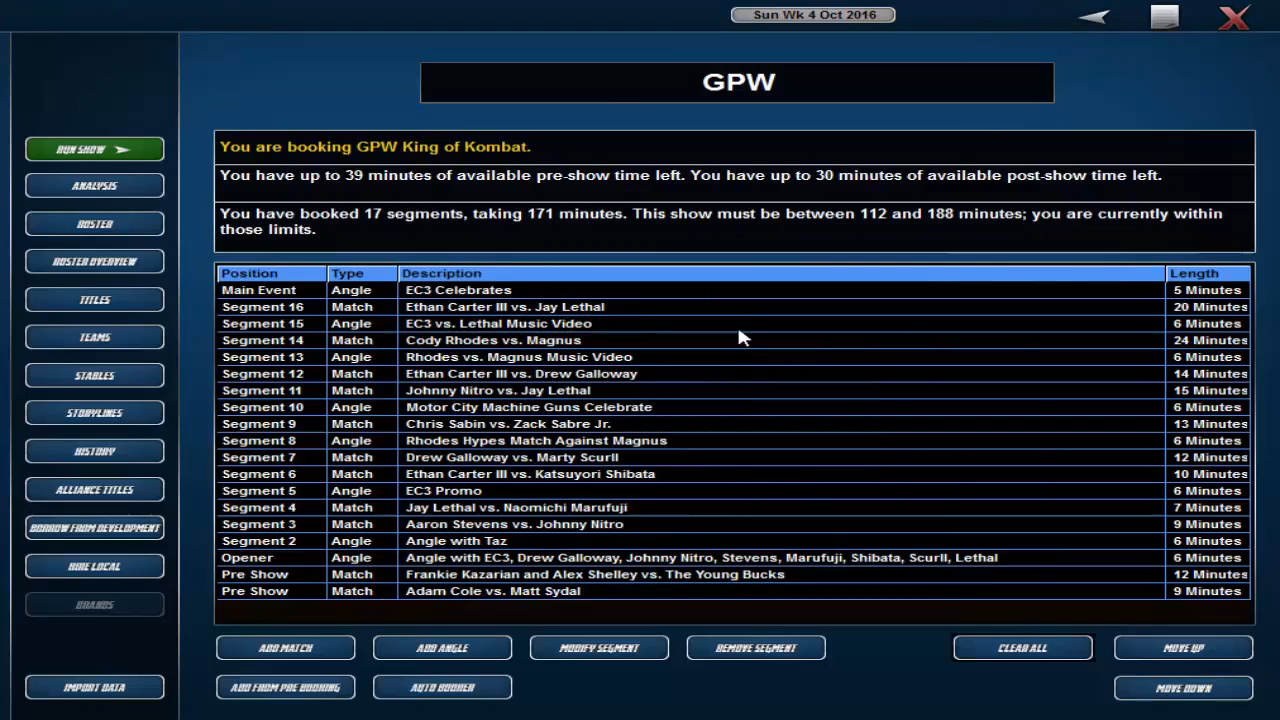 Sun Wk 4 Oct 2016
GPW
RUN SHOW
ANALYSIS
ROSTER
ROSTER OVERVIEW
TITLES
TEAMS
STABLES
STORYLINES
HISTORY
ALLIANCE TITLES
BORROW FROM DEVELOPMENT
HIRE LOCAL
BRANDS
IMPORT DATA
You are booking GPW King of Kombat.
You have up to 39 minutes of available pre-show time left. You have up to 30 minutes of available post-show time left.
You have booked 17 segments, taking 171 minutes. This show must be between 112 and 188 minutes; you are currently within
those limits.
Position Type Description Length
Main Event Angle EC3 Celebrates 5 Minutes
Segment 16 Match Ethan Carter III vs. Jay Lethal 20 Minutes
Segment 15 Angle EC3 vs. Lethal Music Video 6 Minutes
Segment 14 Match Cody Rhodes vs. Magnus 24 Minutes
Segment 13 Angle Rhodes vs. Magnus Music Video 6 Minutes
Segment 12 Match Ethan Carter III vs. Drew Galloway 14 Minutes
Segment 11 Match Johnny Nitro vs. Jay Lethal 15 Minutes
Segment 10 Angle Motor City Machine Guns Celebrate 6 Minutes
Segment 9 Match Chris Sabin vs. Zack Sabre Jr. 13 Minutes
Segment 8 Angle Rhodes Hypes Match Against Magnus 6 Minutes
Segment 7 Match Drew Galloway vs. Marty Scurll 12 Minutes
Segment 6 Match Ethan Carter III vs. Katsuyori Shibata 10 Minutes
Segment 5 Angle EC3 Promo 6 Minutes
Segment 4 Match Jay Lethal vs. Naomichi Marufuji 7 Minutes
Segment 3 Match Aaron Stevens vs. Johnny Nitro 9 Minutes
Segment 2 Angle Angle with Taz 6 Minutes
Opener Angle Angle with EC3, Drew Galloway, Johnny Nitro, Stevens, Marufuji, Shibata, Scurll, Lethal 6 Minutes
Pre Show Match Frankie Kazarian and Alex Shelley vs. The Young Bucks 12 Minutes
Pre Show Match Adam Cole vs. Matt Sydal 9 Minutes
ADD MATCH ADD ANGLE MODIFY SEGMENT REMOVE SEGMENT CLEAR ALL MOVE UP
ADD FROM PRE BOOKING AUTO BOOKER MOVE DOWN